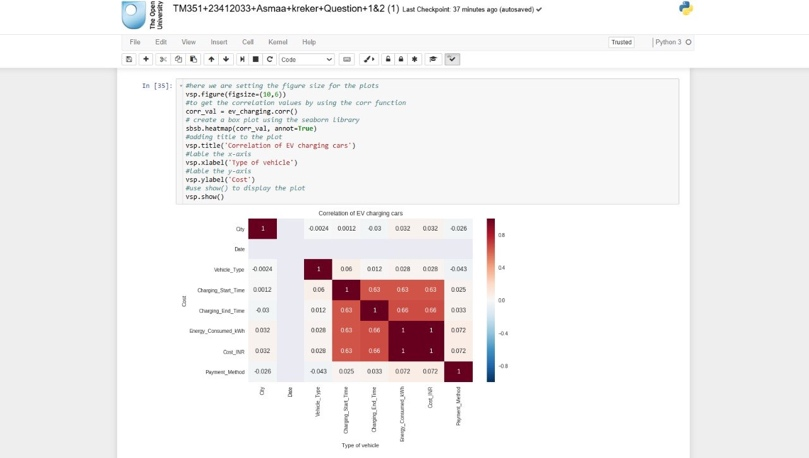 The Open
University
TM351+23412033+Asmaa+kreker+Question+1&2 (1) Last Checkpoint: 37 minutes ago (autosaved)
File Edit View Insert Cell Kernel Help
Trusted Python 3
Code
In [35]:
#here we are setting the figure size for the plots
vsp.figure(figsize=(10,6))
#to get the correlation values by using the corr function
corr_val = ev_charging.corr()
# create a box plot using the seaborn library
sbsb.heatmap(corr_val, annot=True)
#adding title to the plot
vsp.title('Correlation of EV charging cars')
#lable the x-axis
vsp.xlabel('Type of vehicle')
#lable the y-axis
vsp.ylabel('Cost')
#use show() to display the plot
vsp.show()
Correlation of EV charging cars
City 1 -0.0024 0.0012 -0.03 0.032 0.032 -0.026
Date
Vehicle_Type -0.0024 1 0.06 0.012 0.028 0.028 -0.043
Charging_Start_Time 0.0012 0.06 1 0.63 0.63 0.63 0.025
Charging_End_Time -0.03 0.012 0.63 1 0.66 0.66 0.033
Energy_Consumed_kWh 0.032 0.028 0.63 0.66 1 1 0.072
Cost_INR 0.032 0.028 0.63 0.66 1 1 0.072
Payment_Method -0.026 -0.043 0.025 0.033 0.072 0.072 1
Cost
0.8
0.4
0.0
-0.4
-0.8
City
Date
Vehicle_Type
Charging_Start_Time
Charging_End_Time
Energy_Consumed_kWh
Cost_INR
Payment_Method
Type of vehicle